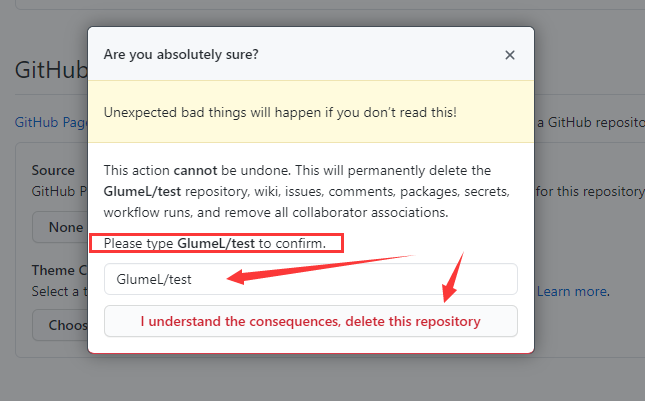 Are you absolutely sure?
GitHub
Unexpected bad things will happen if you don’t read this!
GitHub Pag
a GitHub reposito
This action cannot be undone. This will permanently delete the
GlumeL/test repository, wiki, issues, comments, packages, secrets,
workflow runs, and remove all collaborator associations.
Source
GitHub P
for this repository
None
Please type GlumeL/test to confirm.
Theme C
GlumeL/test
Select a t
Learn more.
Choos
I understand the consequences, delete this repository